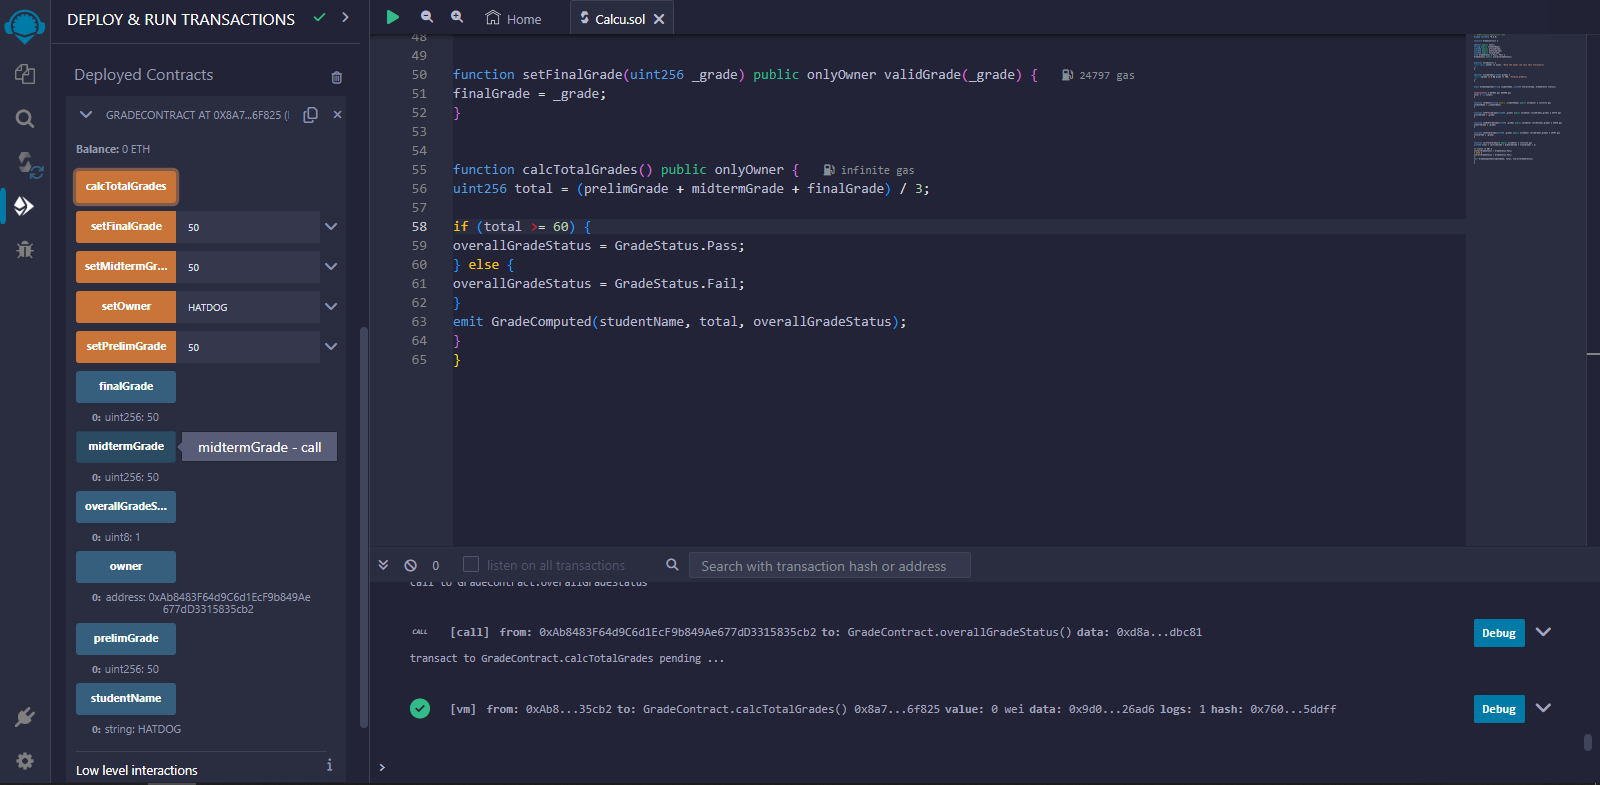 DEPLOY & RUN TRANSACTIONS
Deployed Contracts
GRADECONTRACT AT 0X8A7...6F825 (
Balance: 0 ETH
calcTotalGrades
setFinalGrade 50
setMidtermGr... 50
setOwner HATDOG
setPrelimGrade 50
finalGrade
0: uint256: 50
midtermGrade midtermGrade - call
0: uint256: 50
overallGradeS...
0: uint8: 1
owner
0: address: 0xAb8483F64d9C6d1EcF9b849Ae
677dD3315835cb2
prelimGrade
0: uint256: 50
studentName
0: string: HATDOG
Low level interactions
Home Calcu.sol
48
49
50 function setFinalGrade(uint256 _grade) public onlyOwner validGrade(_grade) { 24797 gas
51 finalGrade = _grade;
52 }
53
54
55 function calcTotalGrades() public onlyOwner { infinite gas
56 uint256 total = (prelimGrade + midtermGrade + finalGrade) / 3;
57
58 if (total >= 60) {
59 overallGradeStatus = GradeStatus.Pass;
60 } else {
61 overallGradeStatus = GradeStatus.Fail;
62 }
63 emit GradeComputed(studentName, total, overallGradeStatus);
64 }
65 }
0 listen on all transactions Search with transaction hash or address
call to GradeContract.overallGradeStatus
CALL [call] from: 0xAb8483F64d9C6d1EcF9b849Ae677dD3315835cb2 to: GradeContract.overallGradeStatus() data: 0xd8a...dbc81 Debug
transact to GradeContract.calcTotalGrades pending ...
[vm] from: 0xAb8...35cb2 to: GradeContract.calcTotalGrades() 0x8a7...6f825 value: 0 wei data: 0x9d0...26ad6 logs: 1 hash: 0x760...5ddff Debug
>